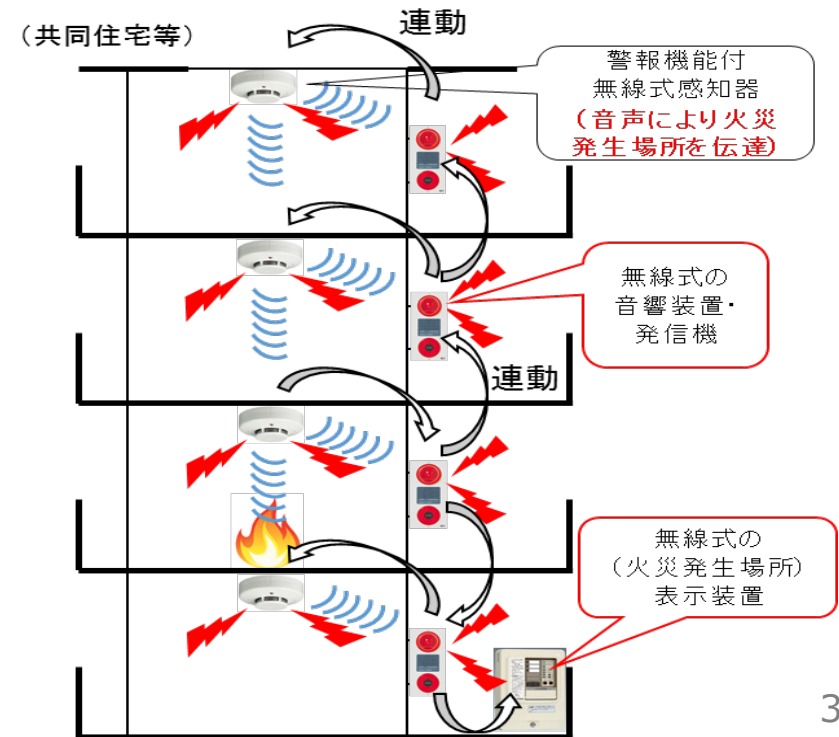 （共同住宅等）
連動
警報機能付
無線式感知器
（音声により火災
発生場所を伝達）
無線式の
音響装置・
発信機
連動
無線式の
（火災発生場所）
表示装置
3